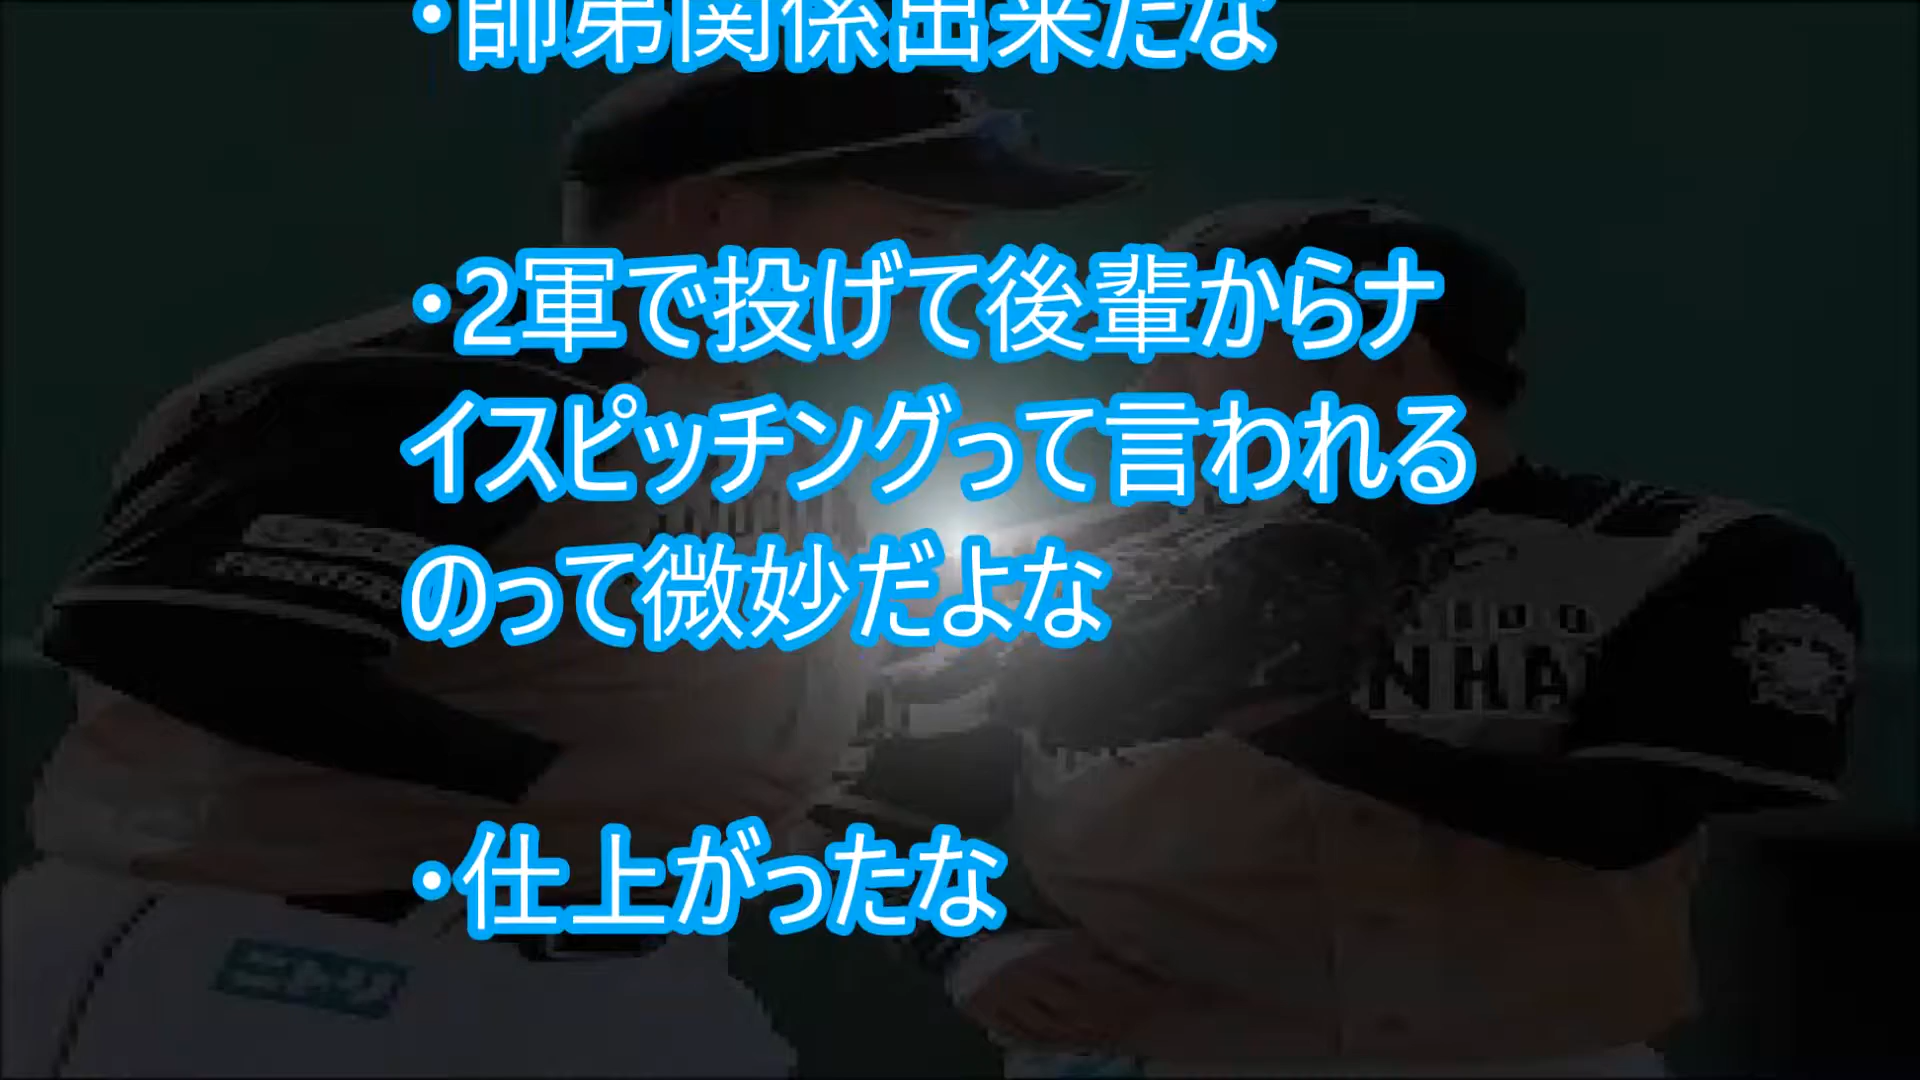 ・師弟関係出来たな
・2軍で投げて後輩からナ
イスピッチングって言われる
のって微妙だよな
・仕上がったな
NHA